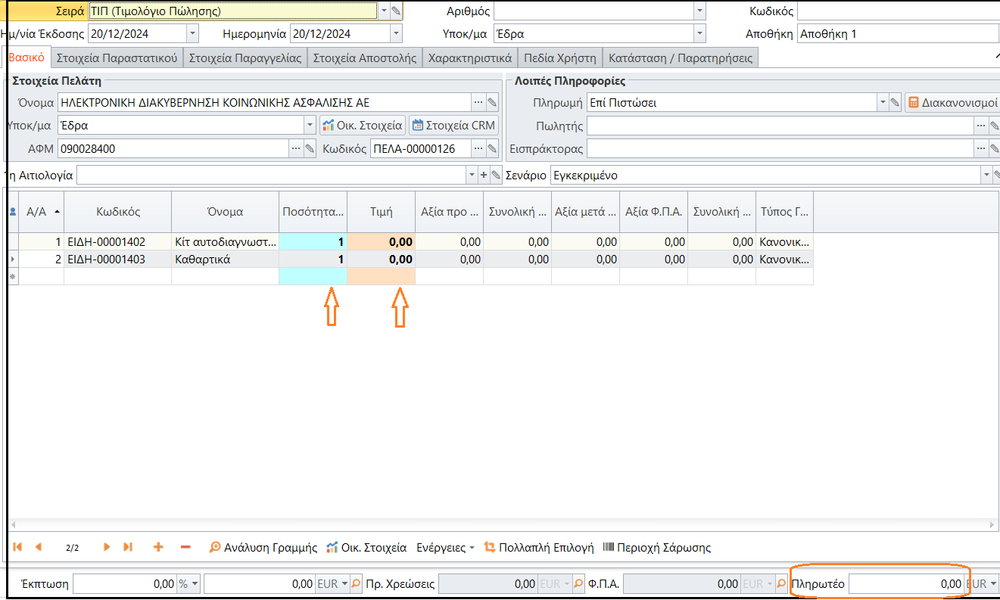 Σειρά ΤΙΠ (Τιμολόγιο Πώλησης) Αριθμός Κωδικός
Ημ/νία Έκδοσης 20/12/2024 Ημερομηνία 20/12/2024 Υποκ/μα Έδρα Αποθήκη Αποθήκη 1
Βασικό Στοιχεία Παραστατικού Στοιχεία Παραγγελίας Στοιχεία Αποστολής Χαρακτηριστικά Πεδία Χρήστη Κατάσταση / Παρατηρήσεις
Στοιχεία Πελάτη Λοιπές Πληροφορίες
Όνομα ΗΛΕΚΤΡΟΝΙΚΗ ΔΙΑΚΥΒΕΡΝΗΣΗ ΚΟΙΝΩΝΙΚΗΣ ΑΣΦΑΛΙΣΗΣ ΑΕ ... Πληρωμή Επί Πιστώσει Διακανονισμοί
Υποκ/μα Έδρα Οικ. Στοιχεία Στοιχεία CRM Πωλητής ...
ΑΦΜ 090028400 ... Κωδικός ΠΕΛΑ-00000126 ... Εισπράκτορας ...
1η Αιτιολογία Σενάριο Εγκεκριμένο
Α/Α Κωδικός Όνομα Ποσότητα... Τιμή Αξία προ ... Συνολική ... Αξία μετά ... Αξία Φ.Π.Α. Συνολική ... Τύπος Γ...
1 ΕΙΔΗ-00001402 Κίτ αυτοδιαγνωστ... 1 0,00 0,00 0,00 0,00 0,00 0,00 Κανονικ...
2 ΕΙΔΗ-00001403 Καθαρτικά 1 0,00 0,00 0,00 0,00 0,00 0,00 Κανονικ...
2/2 Ανάλυση Γραμμής Οικ. Στοιχεία Ενέργειες Πολλαπλή Επιλογή Περιοχή Σάρωσης
Έκπτωση 0,00 % 0,00 EUR Πρ. Χρεώσεις 0,00 EUR Φ.Π.Α. 0,00 EUR Πληρωτέο 0,00 EUR